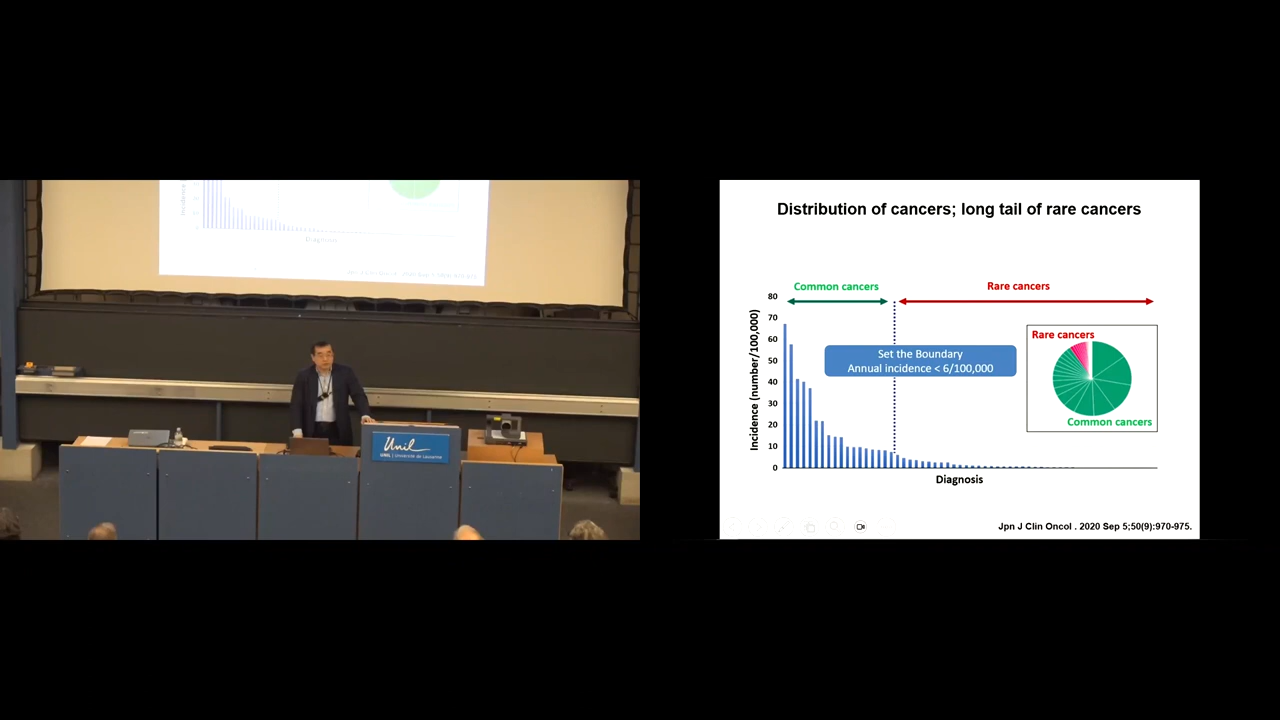 Diagnosis
Unil
UNIL | Université de Lausanne
Distribution of cancers; long tail of rare cancers
Common cancers
Rare cancers
80
70
60
50
40
30
20
10
0
Incidence (number/100,000)
Set the Boundary
Annual incidence < 6/100,000
Rare cancers
Common cancers
Diagnosis
Jpn J Clin Oncol . 2020 Sep 5;50(9):970-975.